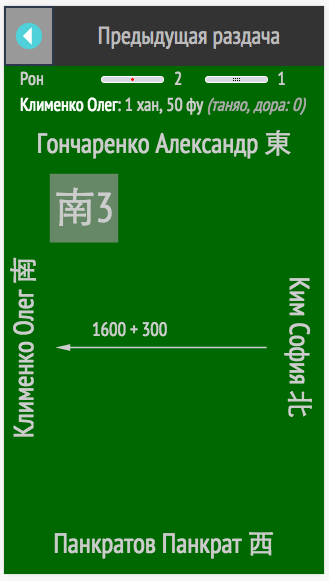 Предыдущая раздача
Рон 2 1
Клименко Олег: 1 хан, 50 фу (таняо, дора: 0)
Гончаренко Александр 東
南3
Клименко Олег 南
1600 + 300
Ким София 北
Панкратов Панкрат 西